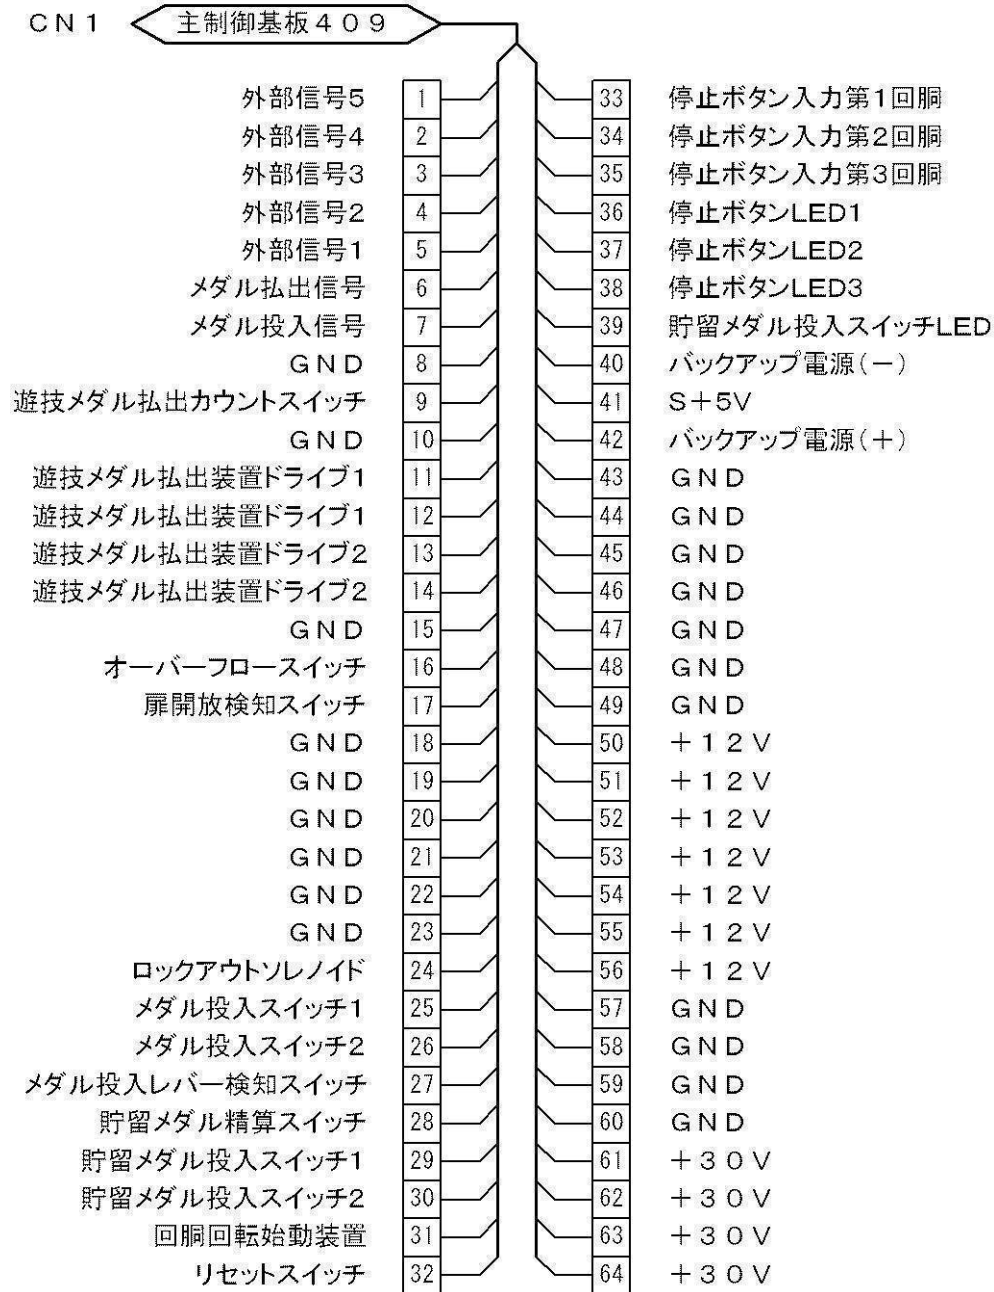 CN1 主制御基板409
外部信号5 1
外部信号4 2
外部信号3 3
外部信号2 4
外部信号1 5
メダル払出信号 6
メダル投入信号 7
GND 8
遊技メダル払出カウントスイッチ 9
GND 10
遊技メダル払出装置ドライブ1 11
遊技メダル払出装置ドライブ1 12
遊技メダル払出装置ドライブ2 13
遊技メダル払出装置ドライブ2 14
GND 15
オーバーフロースイッチ 16
扉開放検知スイッチ 17
GND 18
GND 19
GND 20
GND 21
GND 22
GND 23
ロックアウトソレノイド 24
メダル投入スイッチ1 25
メダル投入スイッチ2 26
メダル投入レバー検知スイッチ 27
貯留メダル精算スイッチ 28
貯留メダル投入スイッチ1 29
貯留メダル投入スイッチ2 30
回胴回転始動装置 31
リセットスイッチ 32
33 停止ボタン入力第1回胴
34 停止ボタン入力第2回胴
35 停止ボタン入力第3回胴
36 停止ボタンLED1
37 停止ボタンLED2
38 停止ボタンLED3
39 貯留メダル投入スイッチLED
40 バックアップ電源(-)
41 S+5V
42 バックアップ電源(+)
43 GND
44 GND
45 GND
46 GND
47 GND
48 GND
49 GND
50 +12V
51 +12V
52 +12V
53 +12V
54 +12V
55 +12V
56 +12V
57 GND
58 GND
59 GND
60 GND
61 +30V
62 +30V
63 +30V
64 +30V